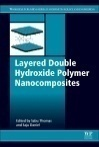 Layered Double
Hydroxide Polymer
Nanocomposites
Edited by Sabu Thomas
and Saju Daniel